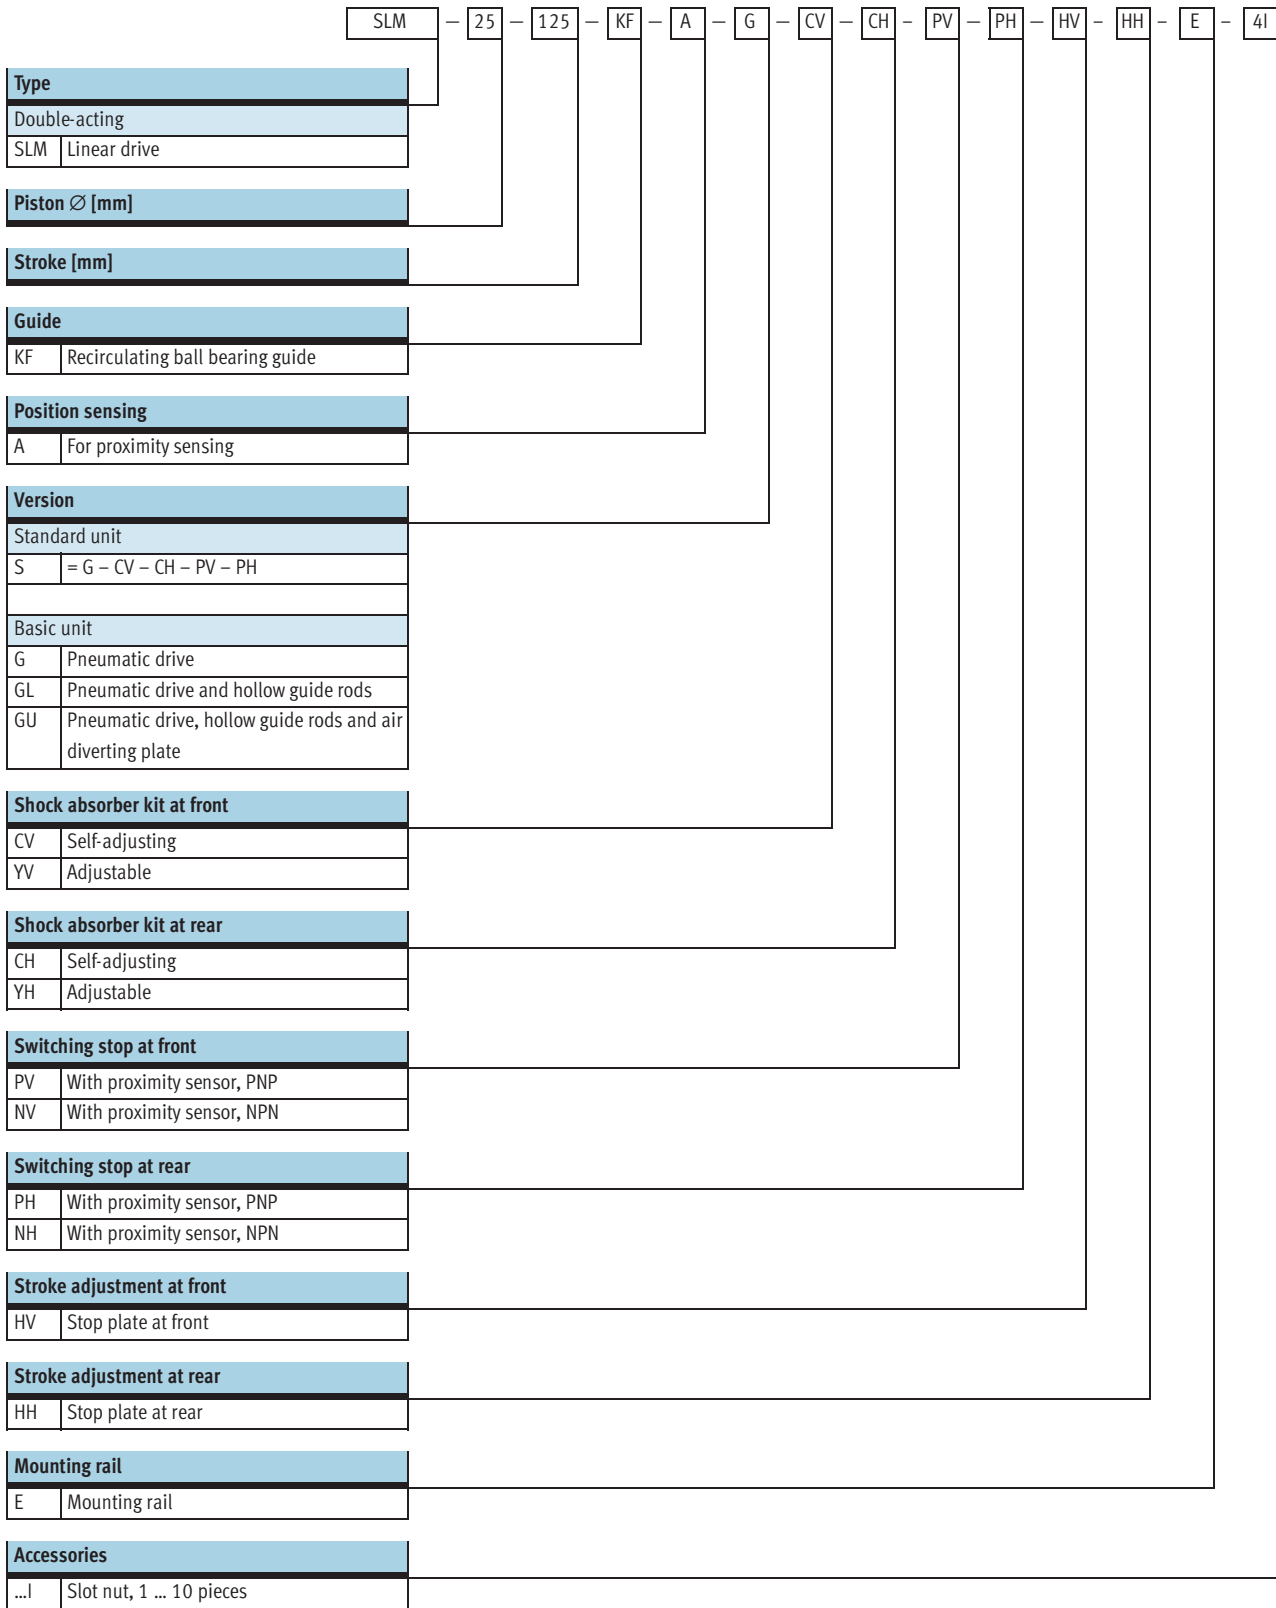 SLM – 25 – 125 – KF – A – G – CV – CH – PV – PH – HV – HH – E – 4I
Type
Double-acting
SLM Linear drive
Piston ∅ [mm]
Stroke [mm]
Guide
KF Recirculating ball bearing guide
Position sensing
A For proximity sensing
Version
Standard unit
S = G – CV – CH – PV – PH
Basic unit
G Pneumatic drive
GL Pneumatic drive and hollow guide rods
GU Pneumatic drive, hollow guide rods and air
diverting plate
Shock absorber kit at front
CV Self-adjusting
YV Adjustable
Shock absorber kit at rear
CH Self-adjusting
YH Adjustable
Switching stop at front
PV With proximity sensor, PNP
NV With proximity sensor, NPN
Switching stop at rear
PH With proximity sensor, PNP
NH With proximity sensor, NPN
Stroke adjustment at front
HV Stop plate at front
Stroke adjustment at rear
HH Stop plate at rear
Mounting rail
E Mounting rail
Accessories
...I Slot nut, 1 ... 10 pieces